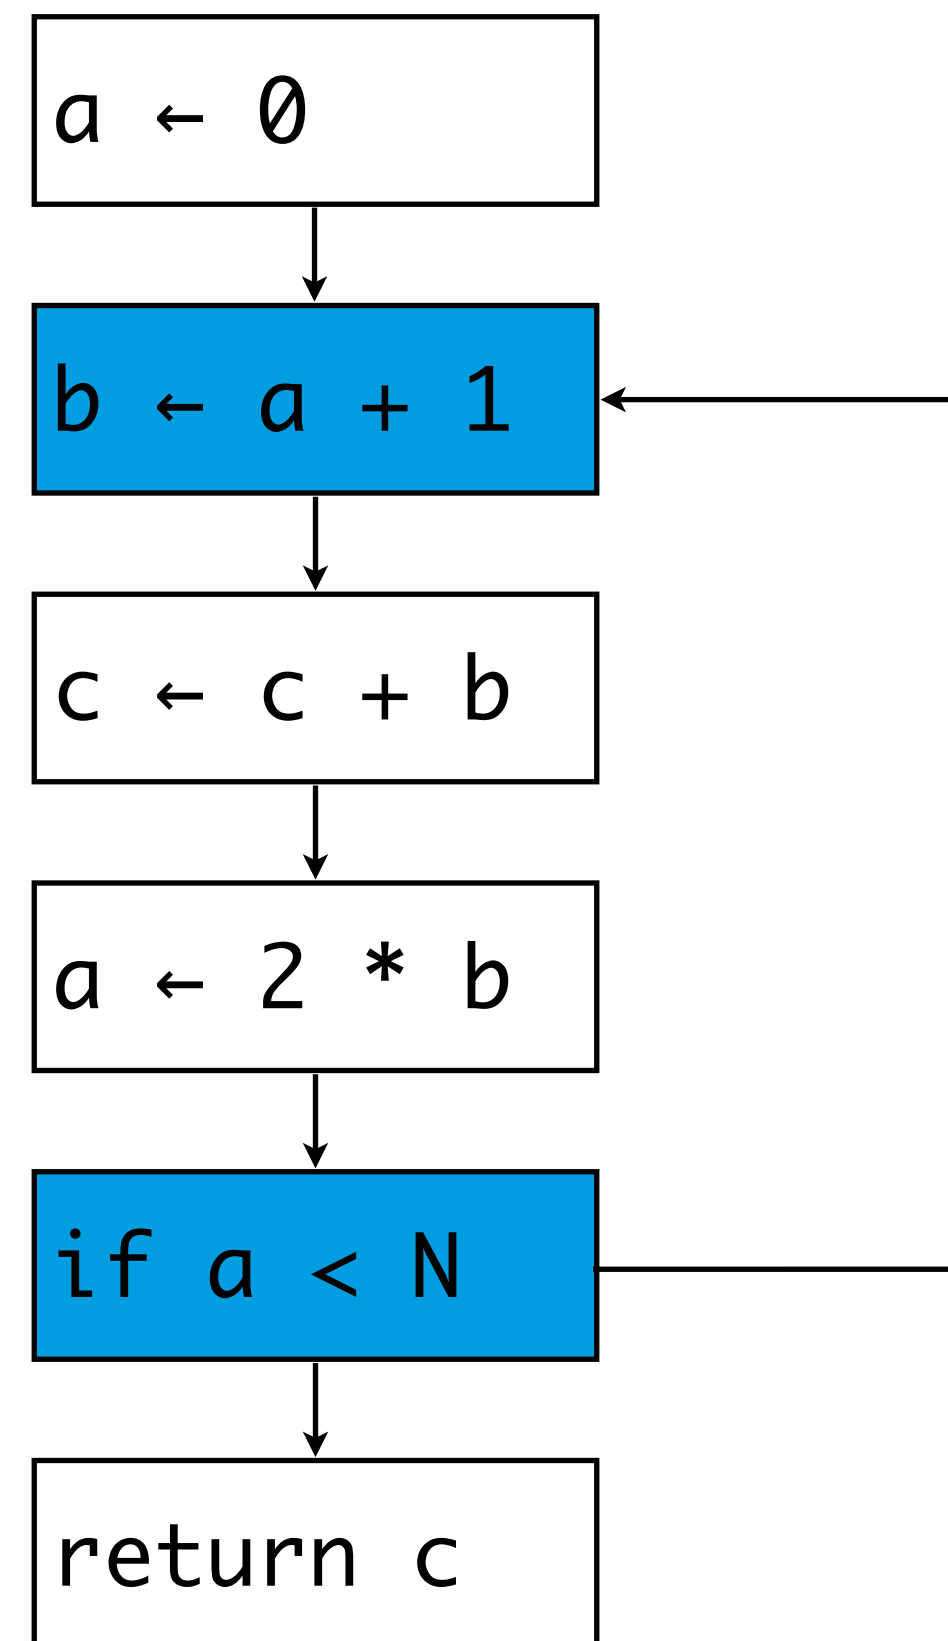 a ← 0
b ← a + 1
c ← c + b
a ← 2 * b
if a < N
return c